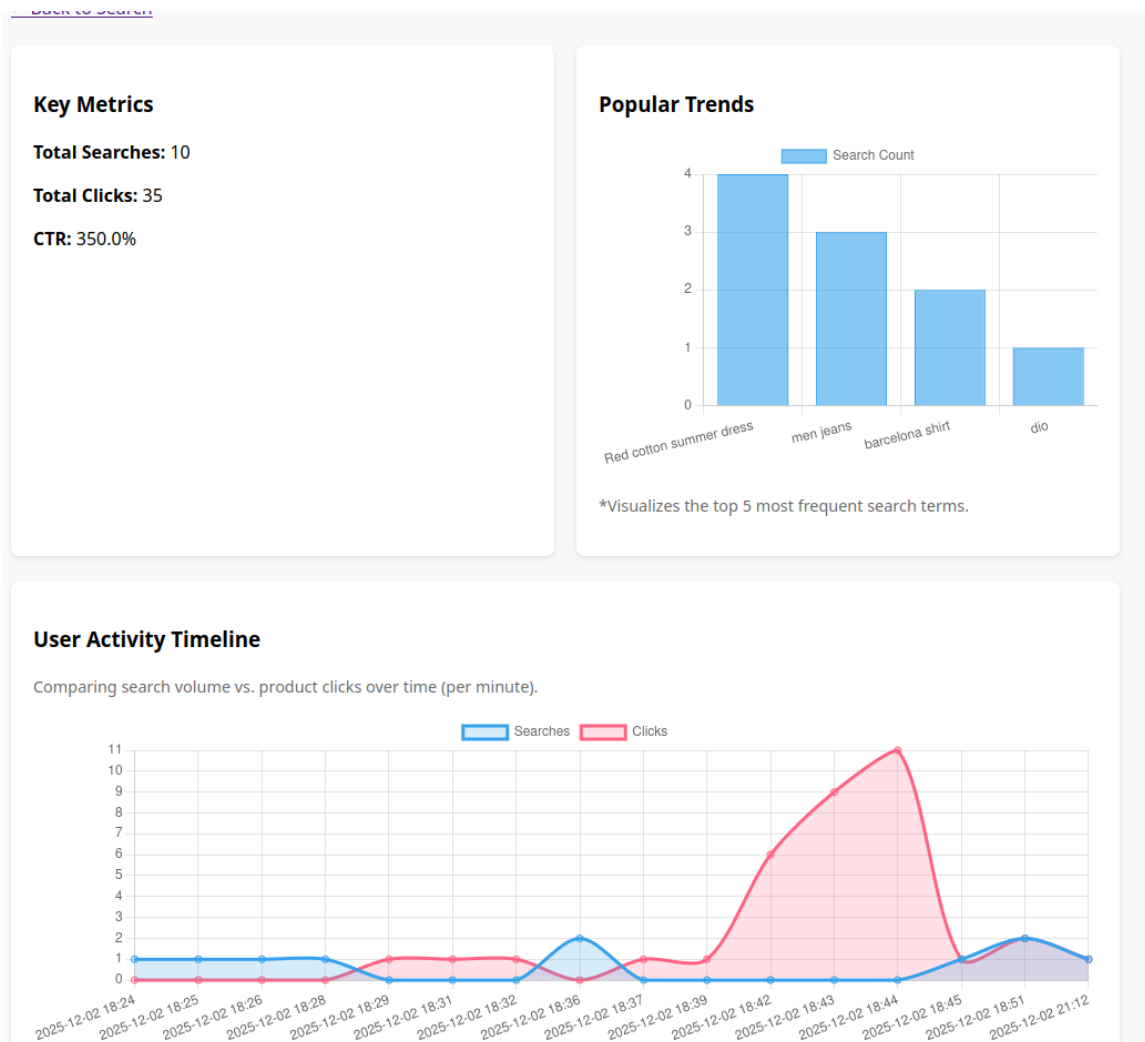 Back to Search
Key Metrics
Total Searches: 10
Total Clicks: 35
CTR: 350.0%
Popular Trends
Search Count
4
3
2
1
0
Red cotton summer dress
men jeans
barcelona shirt
dio
*Visualizes the top 5 most frequent search terms.
User Activity Timeline
Comparing search volume vs. product clicks over time (per minute).
Searches
Clicks
11
10
9
8
7
6
5
4
3
2
1
0
2025-12-02 18:24
2025-12-02 18:25
2025-12-02 18:26
2025-12-02 18:28
2025-12-02 18:29
2025-12-02 18:31
2025-12-02 18:32
2025-12-02 18:36
2025-12-02 18:37
2025-12-02 18:39
2025-12-02 18:42
2025-12-02 18:43
2025-12-02 18:44
2025-12-02 18:45
2025-12-02 18:51
2025-12-02 21:12